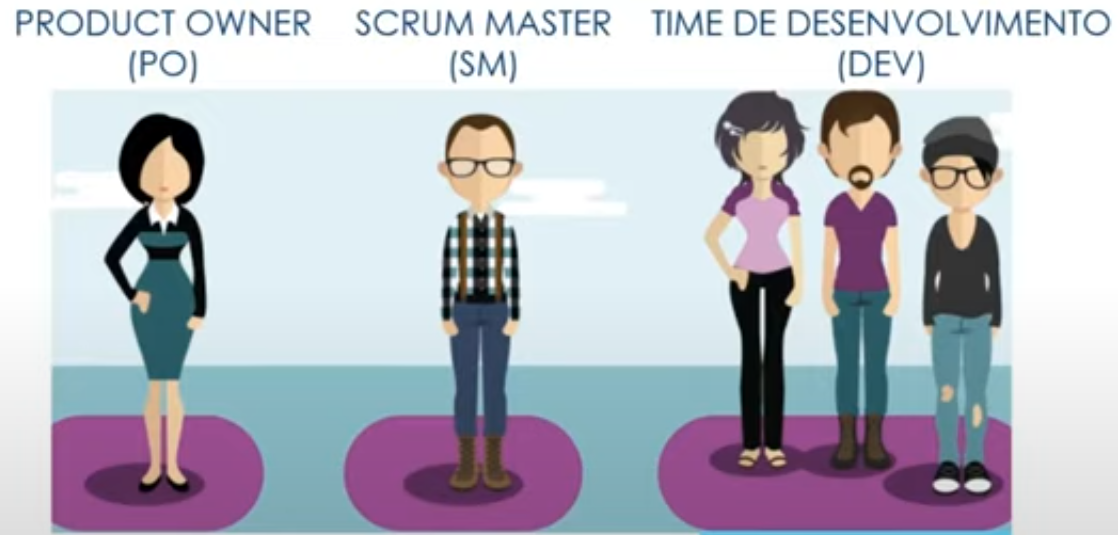 PRODUCT OWNER
(PO)
SCRUM MASTER
(SM)
TIME DE DESENVOLVIMENTO
(DEV)